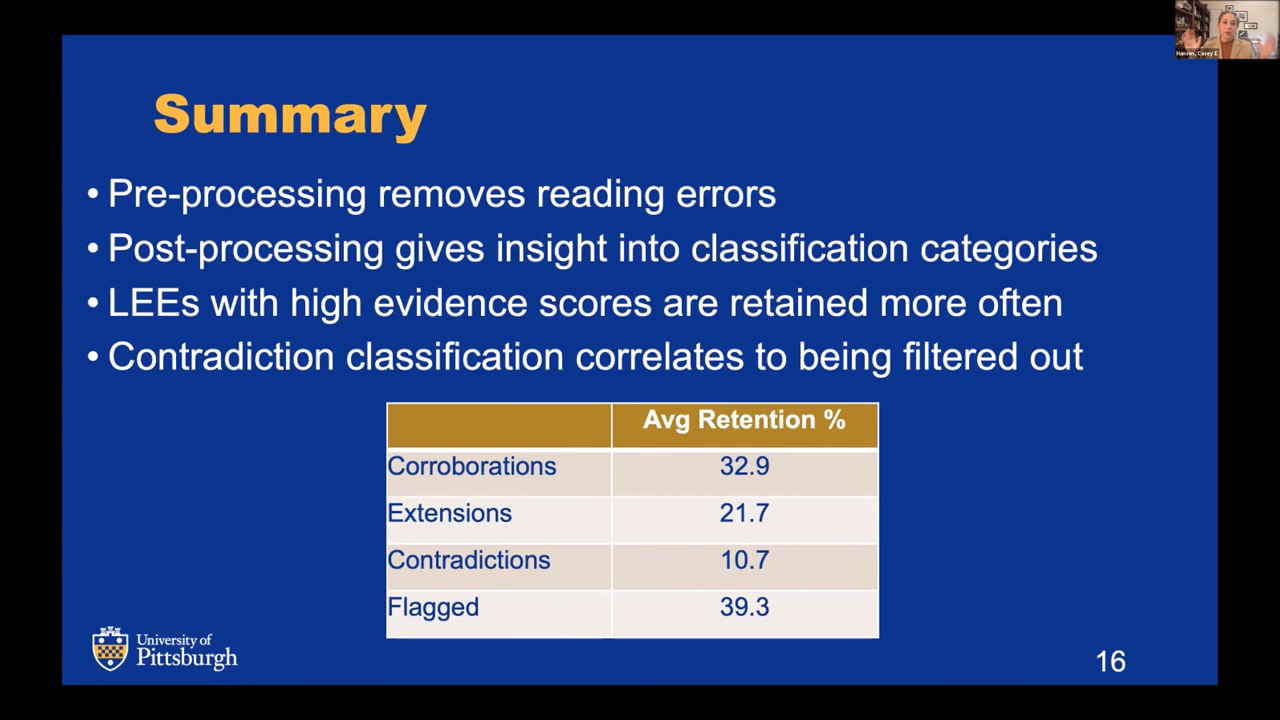 Hansen, Casey E
Summary
• Pre-processing removes reading errors
• Post-processing gives insight into classification categories
• LEEs with high evidence scores are retained more often
• Contradiction classification correlates to being filtered out
Avg Retention %
Corroborations 32.9
Extensions 21.7
Contradictions 10.7
Flagged 39.3
University of
Pittsburgh
16